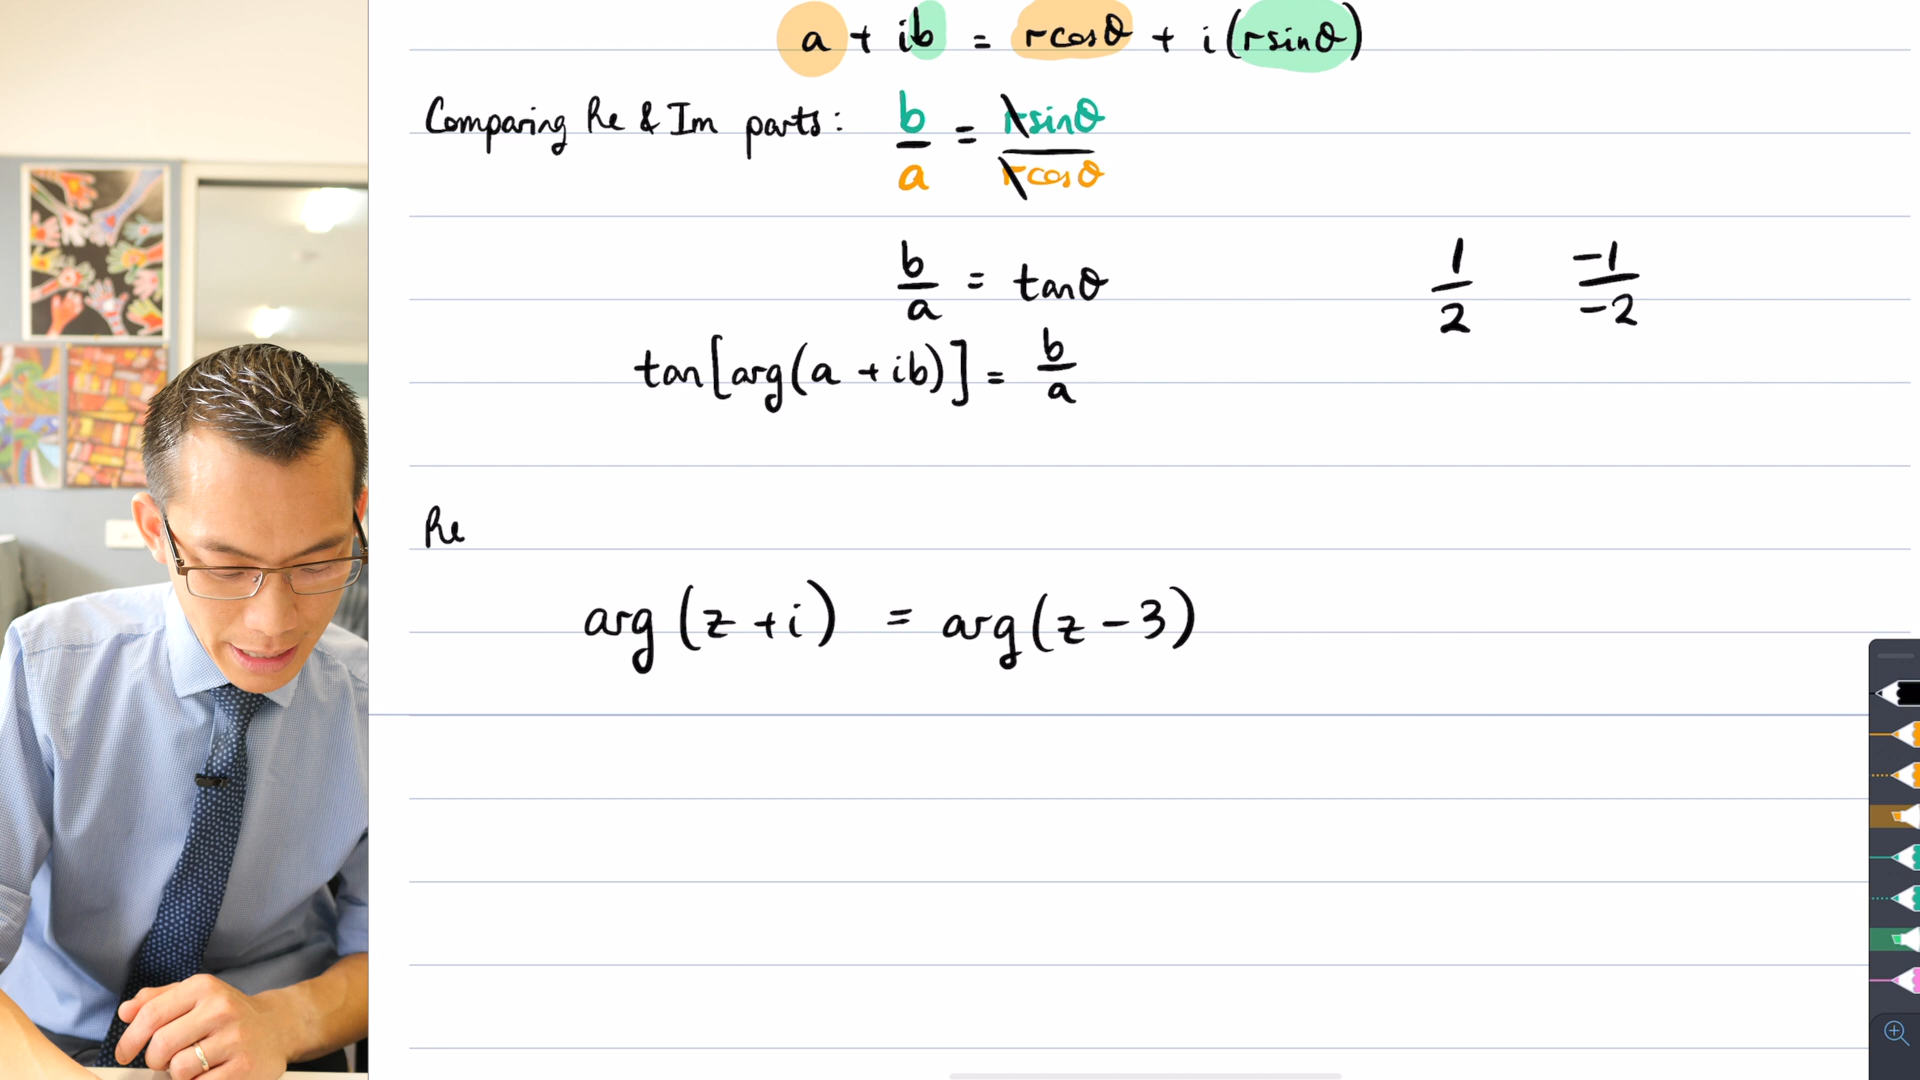 a + ib = rcosθ + i(rsinθ)
Comparing Re & Im parts: b/a = rsinθ/rcosθ
b/a = tanθ 1/2 -1/-2
tan[arg(a + ib)] = b/a
Re
arg(z + i) = arg(z - 3)